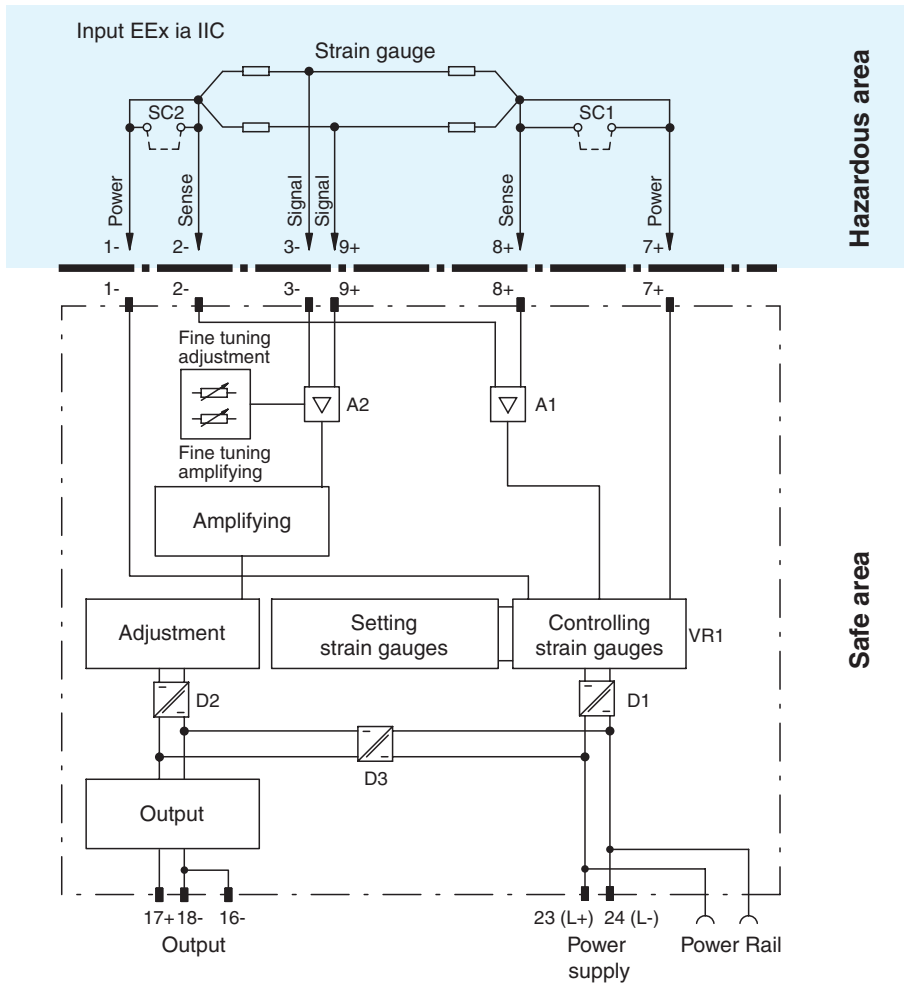 Input EEx ia IIC
Strain gauge
SC2
SC1
Power
Sense
Signal
Signal
Sense
Power
1-
2-
3-
9+
8+
7+
Hazardous area
1-
2-
3-
9+
8+
7+
Fine tuning
adjustment
A2
A1
Fine tuning
amplifying
Amplifying
Adjustment
Setting
strain gauges
Controlling
strain gauges
VR1
D2
D1
D3
Output
Safe area
17+
18-
16-
Output
23 (L+)
24 (L-)
Power
supply
Power Rail